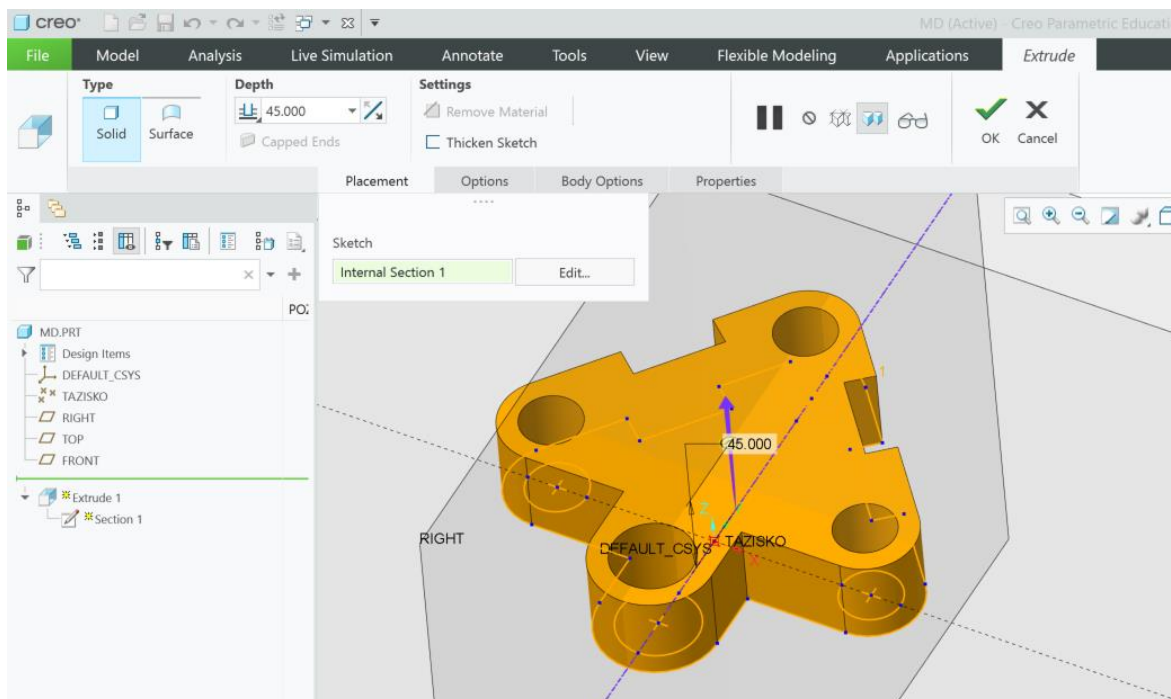 creo
MD (Active) - Creo Parametric Educati
File Model Analysis Live Simulation Annotate Tools View Flexible Modeling Applications Extrude
Type Depth Settings
45.000 Remove Material
Solid Surface Capped Ends Thicken Sketch OK Cancel
Placement Options Body Options Properties
Sketch
Internal Section 1 Edit...
MD.PRT
Design Items
DEFAULT_CSYS
TAZISKO
RIGHT
TOP
FRONT
Extrude 1
Section 1
1
45.000
Z
RIGHT DEFAULT_CSYS TAZISKO
X